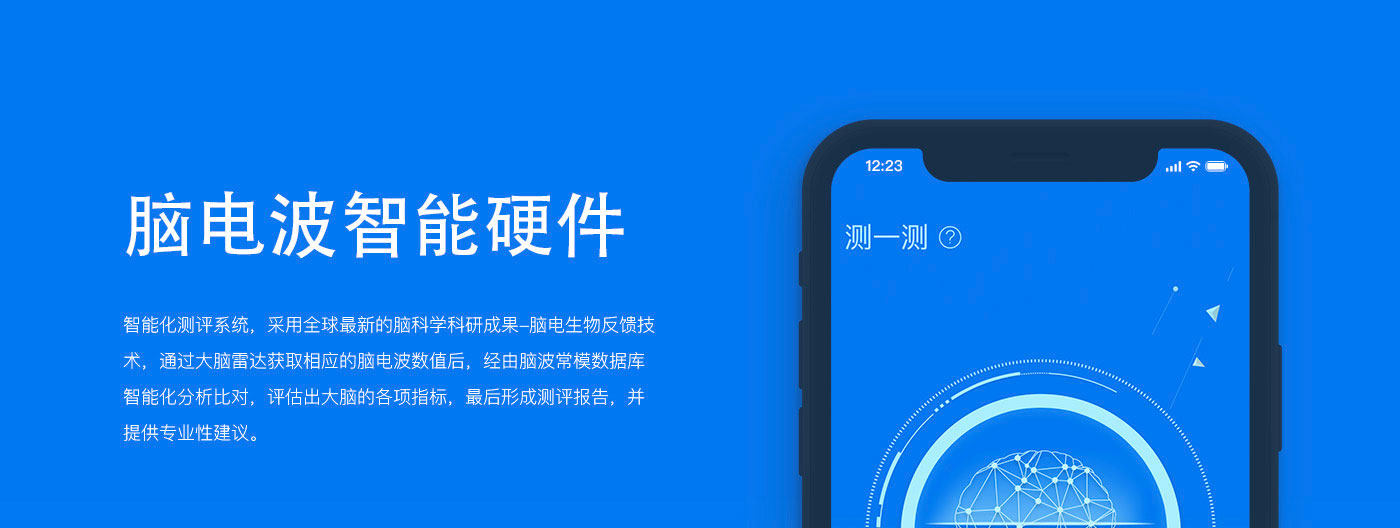 脑电波智能硬件
智能化测评系统，采用全球最新的脑科学科研成果-脑电生物反馈技
术，通过大脑雷达获取相应的脑电波数值后，经由脑波常模数据库
智能化分析比对，评估出大脑的各项指标，最后形成测评报告，并
提供专业性建议。
12:23
测一测 ?